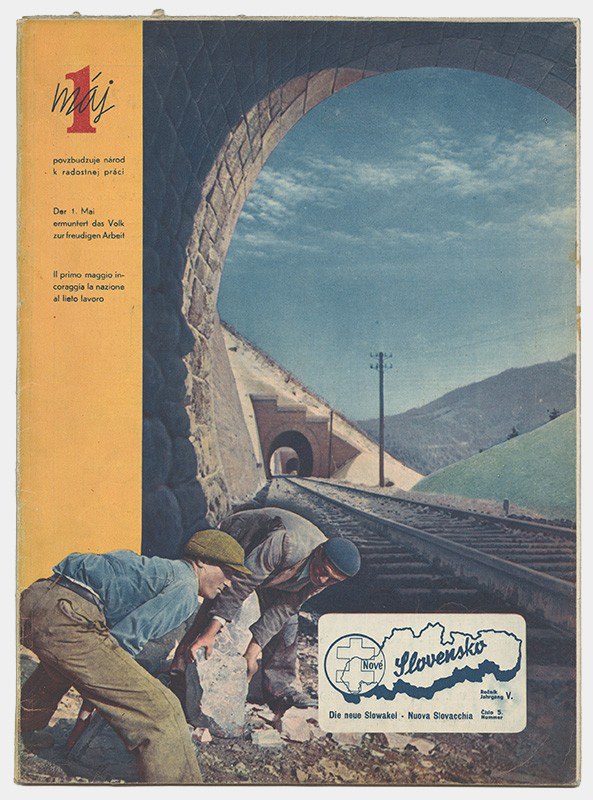 1
máj
povzbudzuje národ
k radostnej práci
Der 1. Mai
ermuntert das Volk
zur freudigen Arbeit
Il primo maggio in-
coraggia la nazione
al lieto lavoro
Nové Slovensko
Ročník
Jahrgang V.
Die neue Slowakei - Nuova Slovacchia
Číslo 5.
Nummer